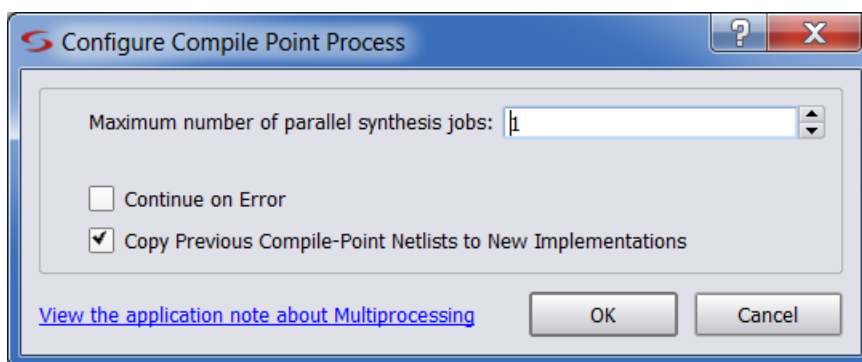 Configure Compile Point Process
?
X
Maximum number of parallel synthesis jobs: 1
Continue on Error
Copy Previous Compile-Point Netlists to New Implementations
View the application note about Multiprocessing OK Cancel